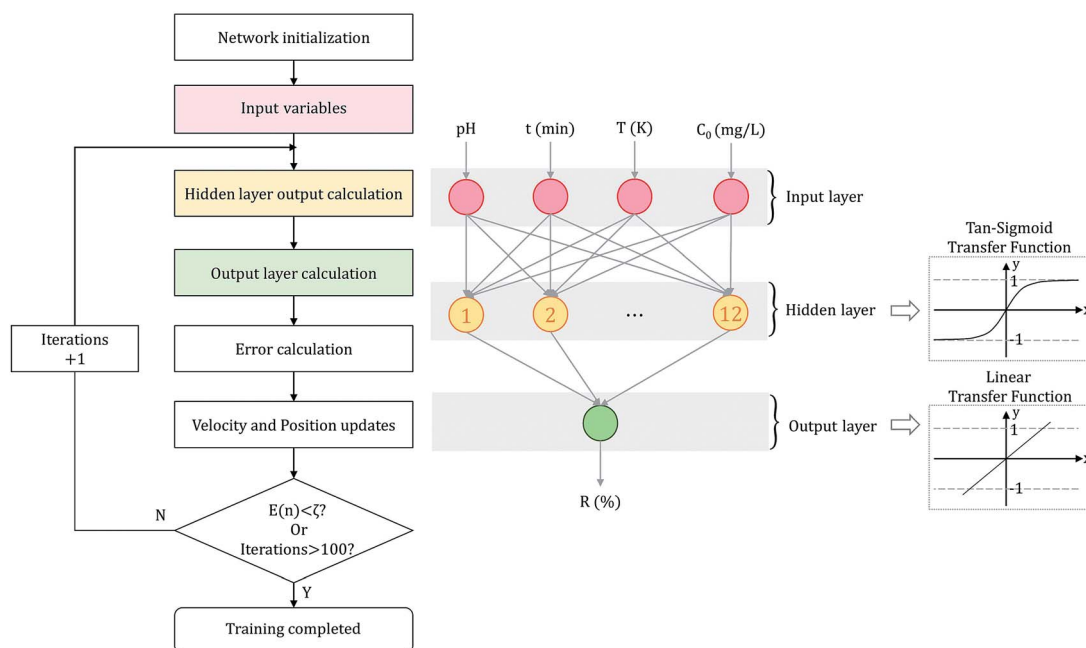 Network initialization
Input variables
Hidden layer output calculation
Output layer calculation
Error calculation
Velocity and Position updates
E(n)<ζ?
Or
Iterations>100?
N
Y
Iterations
+1
Training completed
pH
t (min)
T (K)
C₀ (mg/L)
Input layer
1
2
...
12
Hidden layer
Output layer
R (%)
Tan-Sigmoid
Transfer Function
y
1
x
-1
Linear
Transfer Function
y
1
x
-1